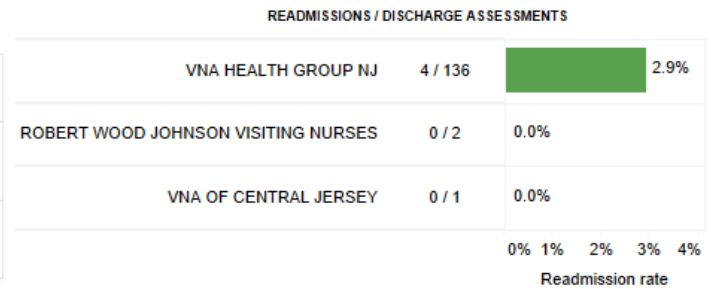 READMISSIONS / DISCHARGE ASSESSMENTS
VNA HEALTH GROUP NJ 4 / 136 2.9%
ROBERT WOOD JOHNSON VISITING NURSES 0 / 2 0.0%
VNA OF CENTRAL JERSEY 0 / 1 0.0%
0% 1% 2% 3% 4%
Readmission rate